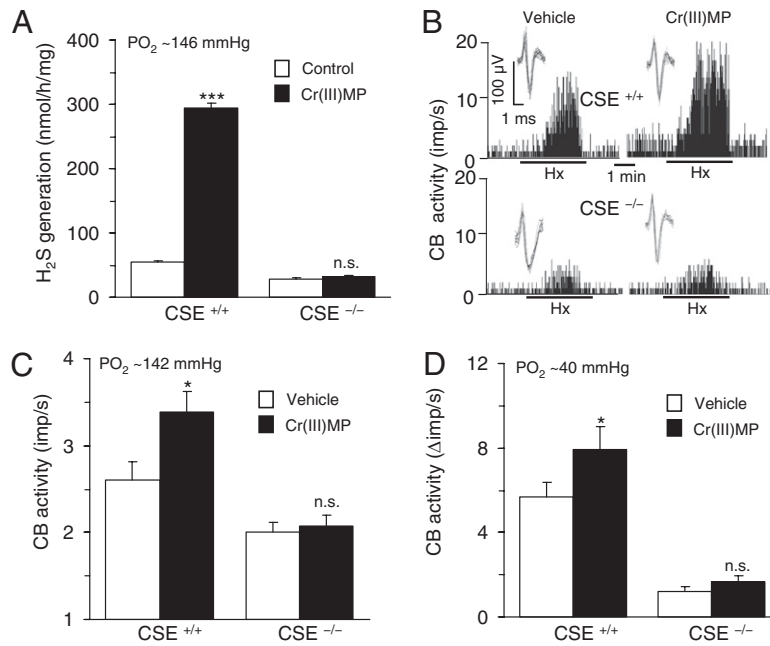 A
PO2 ~146 mmHg
Control
Cr(III)MP
H2S generation (nmol/h/mg)
400
300
200
100
0
***
n.s.
CSE +/+
CSE –/–
B
Vehicle
Cr(III)MP
CB activity (imp/s)
20
10
0
100 µV
1 ms
CSE +/+
Hx
1 min
Hx
20
10
0
CSE –/–
Hx
Hx
C
PO2 ~142 mmHg
Vehicle
Cr(III)MP
CB activity (imp/s)
4
3
2
1
*
n.s.
CSE +/+
CSE –/–
D
PO2 ~40 mmHg
Vehicle
Cr(III)MP
CB activity (Δimp/s)
12
8
4
0
*
n.s.
CSE +/+
CSE –/–